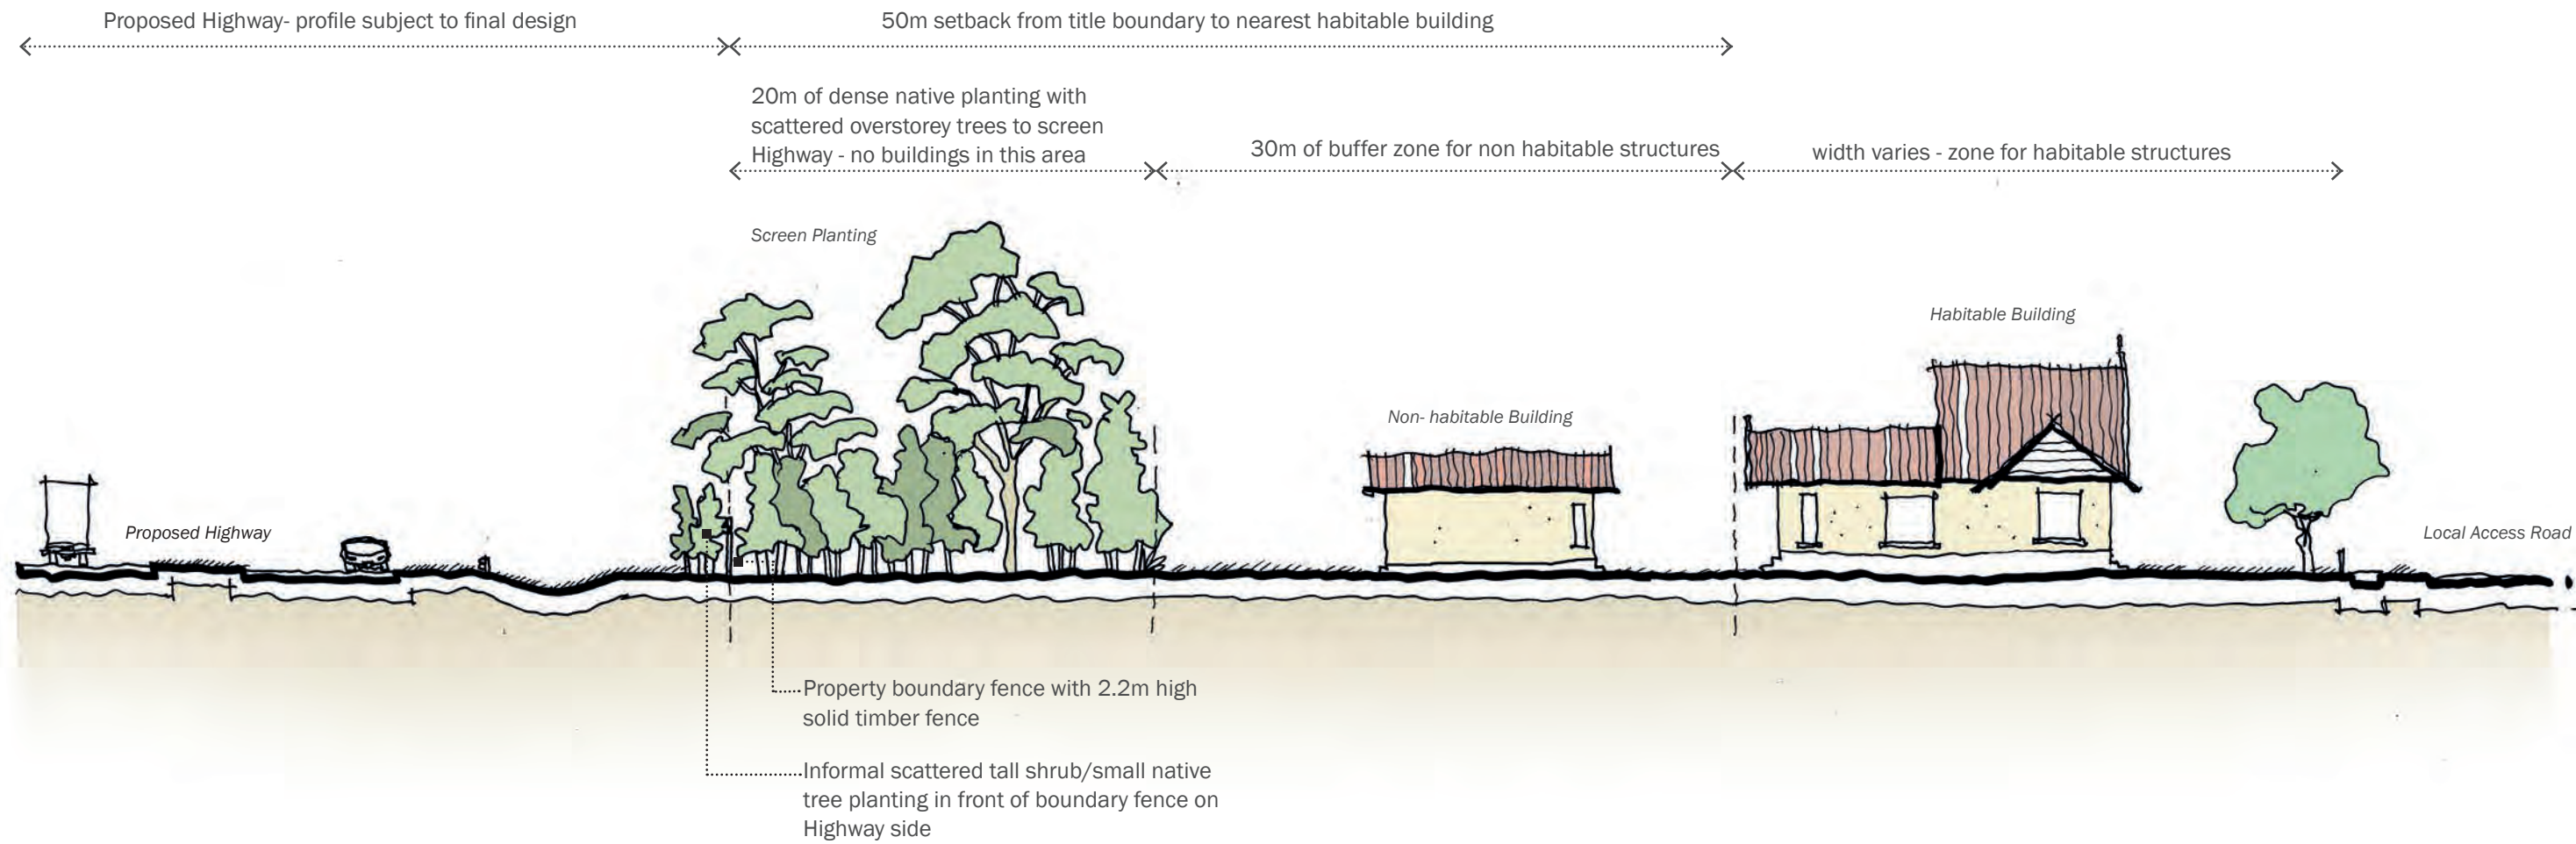 Proposed Highway- profile subject to final design
50m setback from title boundary to nearest habitable building
20m of dense native planting with
scattered overstorey trees to screen
Highway - no buildings in this area
30m of buffer zone for non habitable structures
width varies - zone for habitable structures
Screen Planting
Habitable Building
Non- habitable Building
Proposed Highway
Local Access Road
Property boundary fence with 2.2m high
solid timber fence
Informal scattered tall shrub/small native
tree planting in front of boundary fence on
Highway side